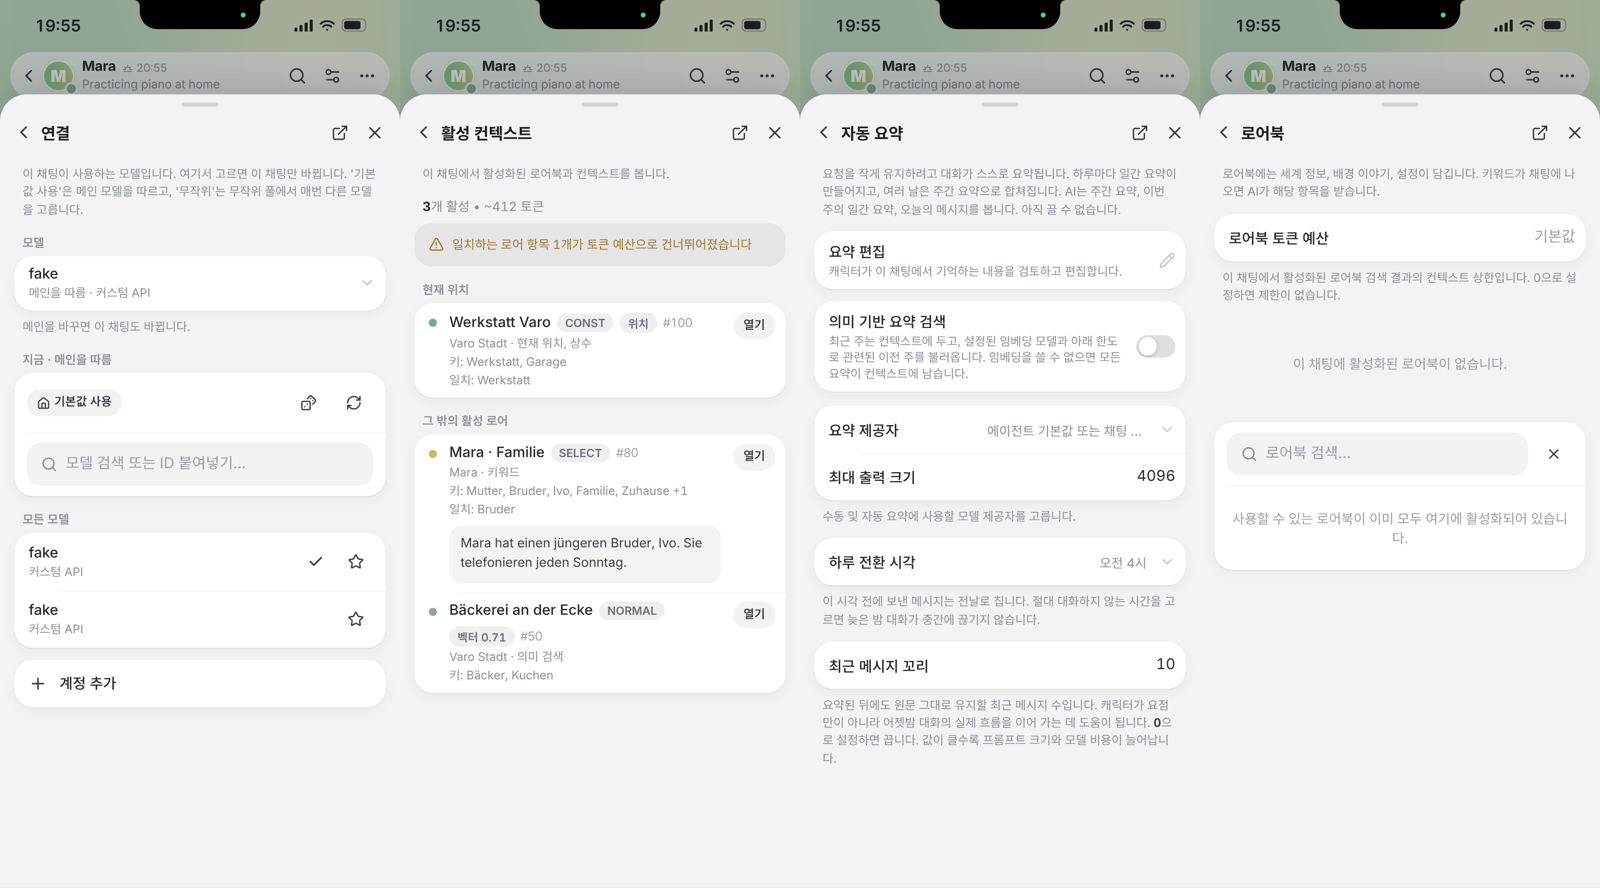 19:55
M
Mara 20:55
Practicing piano at home
연결
이 채팅이 사용하는 모델입니다. 여기서 고르면 이 채팅만 바뀝니다. '기본
값 사용'은 메인 모델을 따르고, '무작위'는 무작위 풀에서 매번 다른 모델
을 고릅니다.
모델
fake
메인을 따름 · 커스텀 API
메인을 바꾸면 이 채팅도 바뀝니다.
지금 · 메인을 따름
기본값 사용
모델 검색 또는 ID 붙여넣기...
모든 모델
fake
커스텀 API
fake
커스텀 API
계정 추가
19:55
M
Mara 20:55
Practicing piano at home
활성 컨텍스트
이 채팅에서 활성화된 로어북과 컨텍스트를 봅니다.
3개 활성 • ~412 토큰
일치하는 로어 항목 1개가 토큰 예산으로 건너뛰어졌습니다
현재 위치
Werkstatt Varo CONST 위치 #100 열기
Varo Stadt · 현재 위치, 상수
키: Werkstatt, Garage
일치: Werkstatt
그 밖의 활성 로어
Mara · Familie SELECT #80 열기
Mara · 키워드
키: Mutter, Bruder, Ivo, Familie, Zuhause +1
일치: Bruder
Mara hat einen jüngeren Bruder, Ivo. Sie
telefonieren jeden Sonntag.
Bäckerei an der Ecke NORMAL 열기
벡터 0.71 #50
Varo Stadt · 의미 검색
키: Bäcker, Kuchen
19:55
M
Mara 20:55
Practicing piano at home
자동 요약
요청을 작게 유지하려고 대화가 스스로 요약됩니다. 하루마다 일간 요약이
만들어지고, 여러 날은 주간 요약으로 합쳐집니다. AI는 주간 요약, 이번
주의 일간 요약, 오늘의 메시지를 봅니다. 아직 끌 수 없습니다.
요약 편집
캐릭터가 이 채팅에서 기억하는 내용을 검토하고 편집합니다.
의미 기반 요약 검색
최근 주는 컨텍스트에 두고, 설정된 임베딩 모델과 아래 한도
로 관련된 이전 주를 불러옵니다. 임베딩을 쓸 수 없으면 모든
요약이 컨텍스트에 남습니다.
요약 제공자 에이전트 기본값 또는 채팅 ...
최대 출력 크기 4096
수동 및 자동 요약에 사용할 모델 제공자를 고릅니다.
하루 전환 시각 오전 4시
이 시각 전에 보낸 메시지는 전날로 칩니다. 절대 대화하지 않는 시간을 고
르면 늦은 밤 대화가 중간에 끊기지 않습니다.
최근 메시지 꼬리 10
요약된 뒤에도 원문 그대로 유지할 최근 메시지 수입니다. 캐릭터가 요점
만이 아니라 어젯밤 대화의 실제 흐름을 이어 가는 데 도움이 됩니다. 0으
로 설정하면 끕니다. 값이 클수록 프롬프트 크기와 모델 비용이 늘어납니
다.
19:55
M
Mara 20:55
Practicing piano at home
로어북
로어북에는 세계 정보, 배경 이야기, 설정이 담깁니다. 키워드가 채팅에 나
오면 AI가 해당 항목을 받습니다.
로어북 토큰 예산 기본값
이 채팅에서 활성화된 로어북 검색 결과의 컨텍스트 상한입니다. 0으로 설
정하면 제한이 없습니다.
이 채팅에 활성화된 로어북이 없습니다.
로어북 검색...
사용할 수 있는 로어북이 이미 모두 여기에 활성화되어 있습니
다.